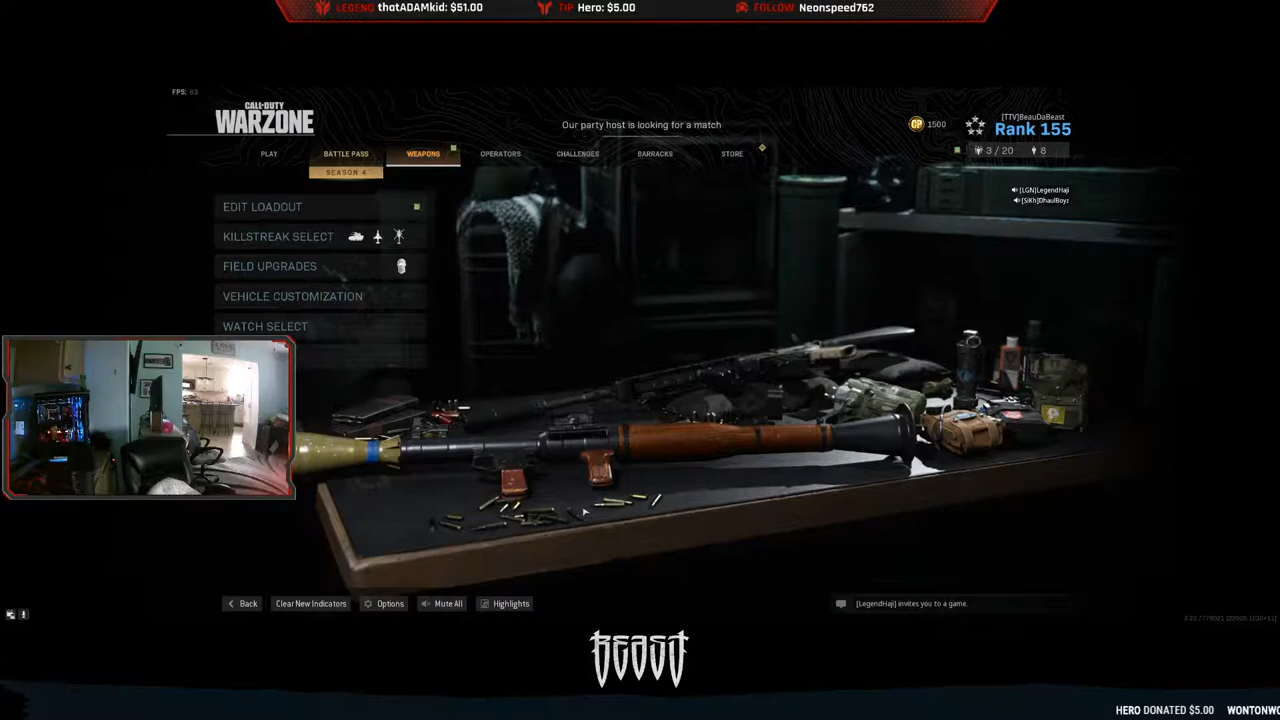 LEGEND thatADAMkid: $51.00
TIP Hero: $5.00
FOLLOW Neonspeed762
FPS: 63
CALL OF DUTY
WARZONE
Our party host is looking for a match
CP 1500
[TTV]BeauDaBeast
Rank 155
3 / 20
8
PLAY
BATTLE PASS
WEAPONS
OPERATORS
CHALLENGES
BARRACKS
STORE
SEASON 4
[LGN]LegendHaji
[SiKh]DhaulBoyz
EDIT LOADOUT
KILLSTREAK SELECT
FIELD UPGRADES
VEHICLE CUSTOMIZATION
WATCH SELECT
Back
Clear New Indicators
Options
Mute All
Highlights
[LegendHaji] invites you to a game.
BEAST
HERO DONATED $5.00
WONTONWO